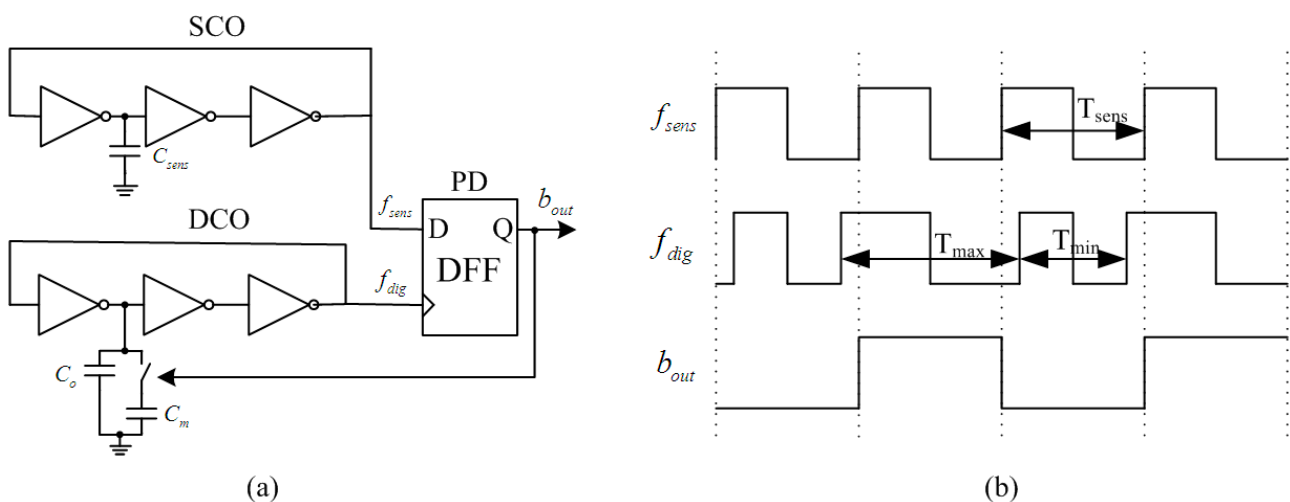 SCO
C_sens
PD
f_sens
b_out
D
Q
DCO
DFF
f_dig
C_o
C_m
(a)
f_sens
T_sens
f_dig
T_max
T_min
b_out
(b)